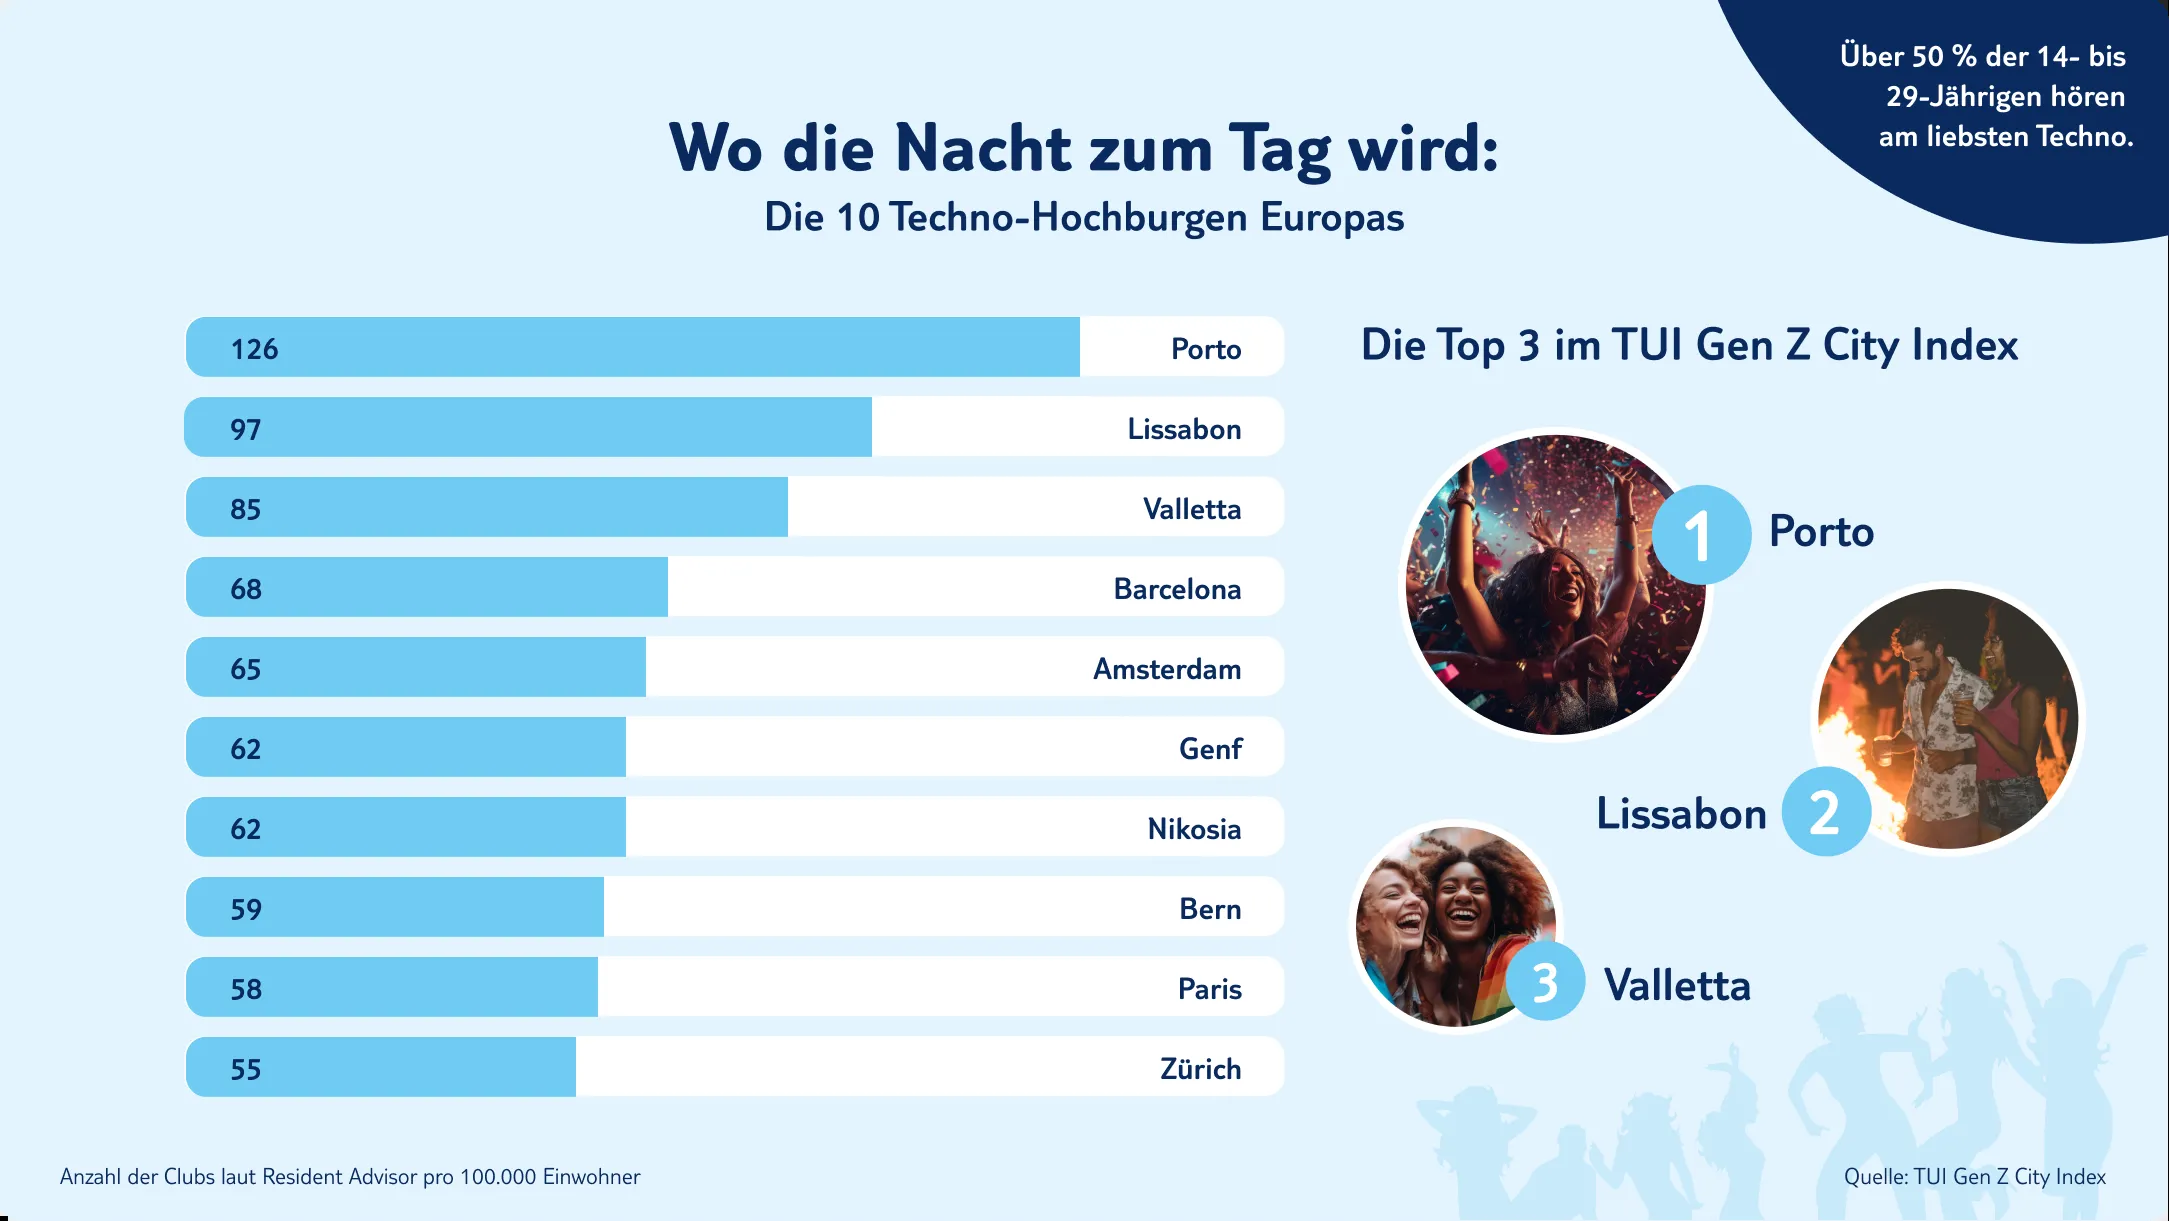 Über 50 % der 14- bis
29-Jährigen hören
am liebsten Techno.
Wo die Nacht zum Tag wird:
Die 10 Techno-Hochburgen Europas
126 Porto
97 Lissabon
85 Valletta
68 Barcelona
65 Amsterdam
62 Genf
62 Nikosia
59 Bern
58 Paris
55 Zürich
Die Top 3 im TUI Gen Z City Index
1 Porto
Lissabon 2
3 Valletta
Anzahl der Clubs laut Resident Advisor pro 100.000 Einwohner
Quelle: TUI Gen Z City Index